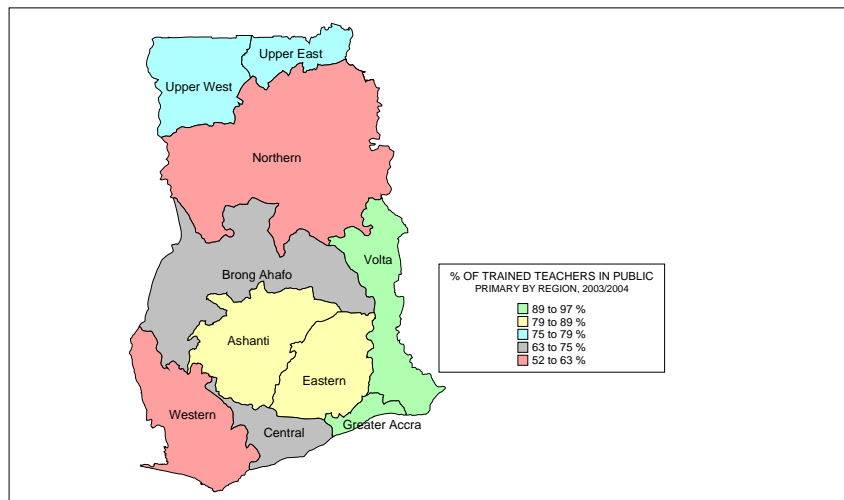 Upper East
Upper West
Northern
Volta
Brong Ahafo
% OF TRAINED TEACHERS IN PUBLIC
PRIMARY BY REGION, 2003/2004
89 to 97 %
79 to 89 %
75 to 79 %
63 to 75 %
52 to 63 %
Ashanti
Eastern
Western
Central
Greater Accra